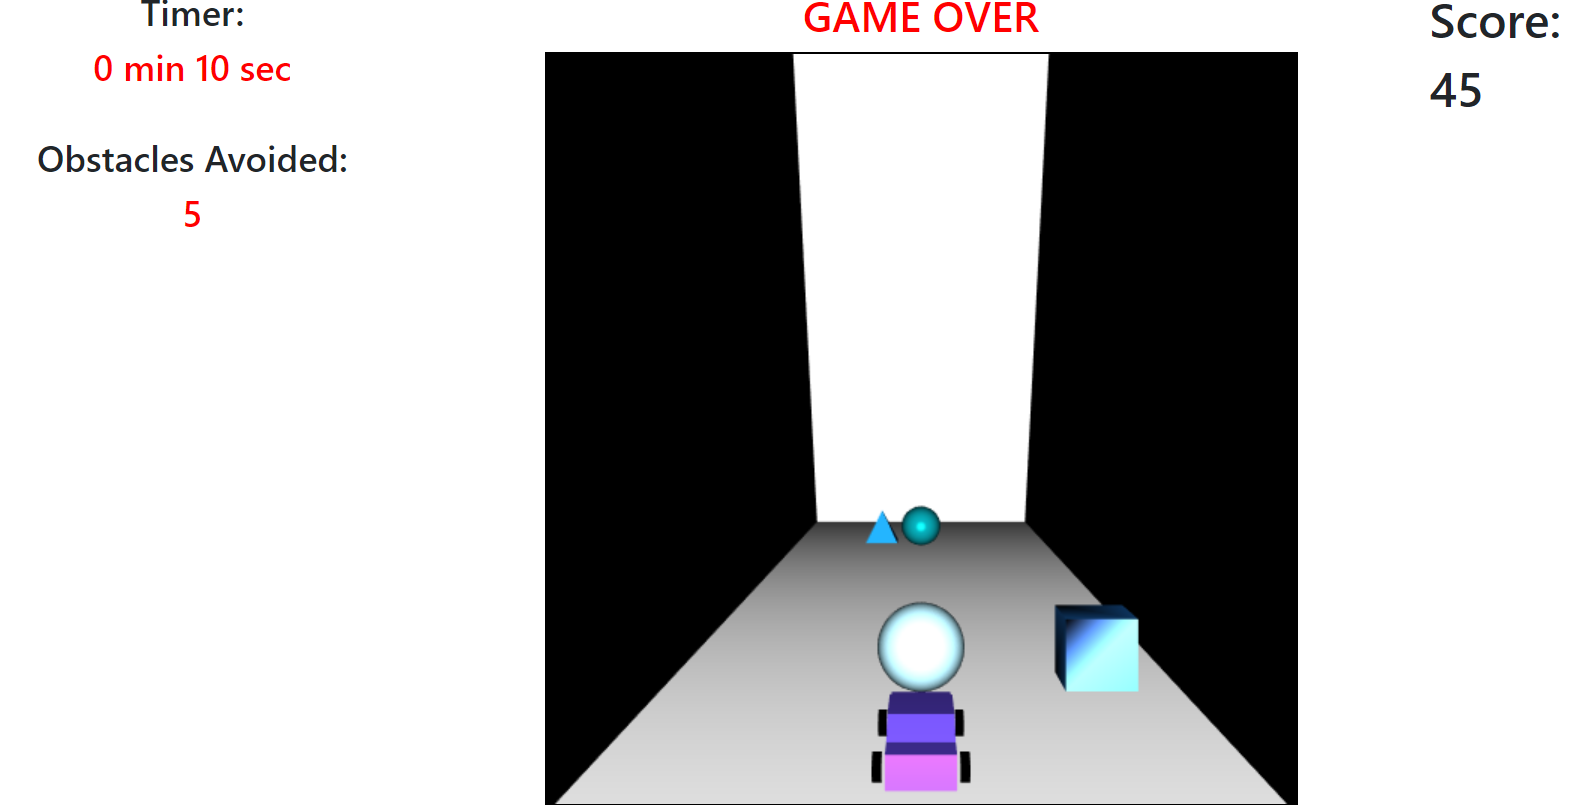 Timer:
0 min 10 sec
Obstacles Avoided:
5
GAME OVER
Score:
45